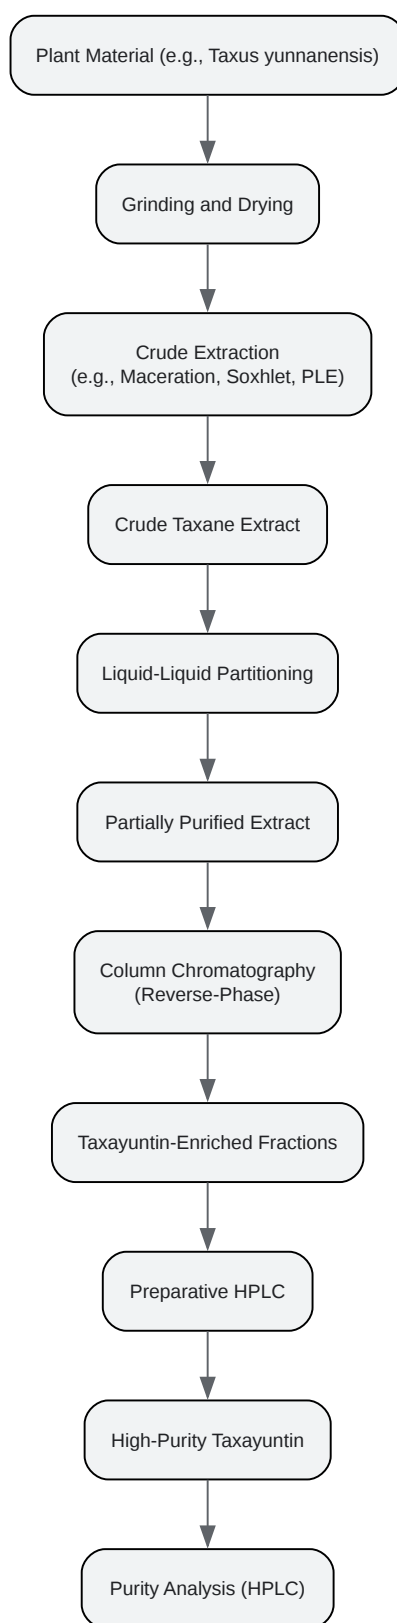 Plant Material (e.g., Taxus yunnanensis)
Grinding and Drying
Crude Extraction
(e.g., Maceration, Soxhlet, PLE)
Crude Taxane Extract
Liquid-Liquid Partitioning
Partially Purified Extract
Column Chromatography
(Reverse-Phase)
Taxayuntin-Enriched Fractions
Preparative HPLC
High-Purity Taxayuntin
Purity Analysis (HPLC)